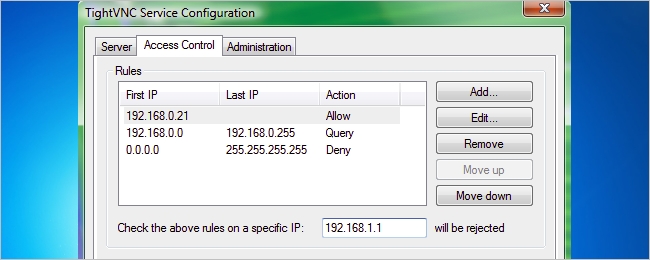 TightVNC Service Configuration
Server Access Control Administration
Rules
First IP Last IP Action
192.168.0.21 Allow
192.168.0.0 192.168.0.255 Query
0.0.0.0 255.255.255.255 Deny
Add...
Edit...
Remove
Move up
Move down
Check the above rules on a specific IP: 192.168.1.1 will be rejected